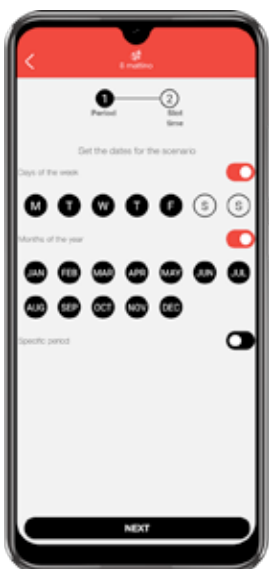 Il mattino
1 2
Period Slot
time
Set the dates for the scenario
Days of the week
M T W T F S S
Months of the year
JAN FEB MAR APR MAY JUN JUL
AUG SEP OCT NOV DEC
Specific period
NEXT